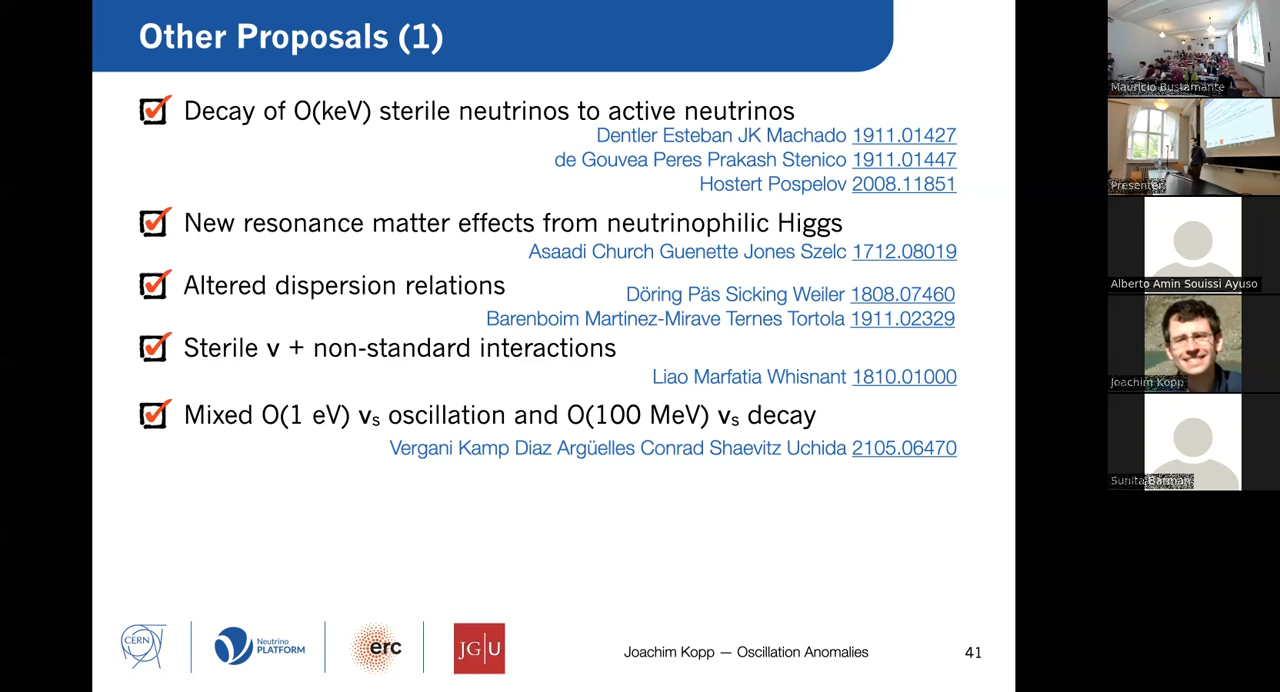 Other Proposals (1)
Decay of O(keV) sterile neutrinos to active neutrinos
Dentler Esteban JK Machado 1911.01427
de Gouvea Peres Prakash Stenico 1911.01447
Hostert Pospelov 2008.11851
New resonance matter effects from neutrinophilic Higgs
Asaadi Church Guenette Jones Szelc 1712.08019
Altered dispersion relations
Döring Päs Sicking Weiler 1808.07460
Barenboim Martinez-Mirave Ternes Tortola 1911.02329
Sterile ν + non-standard interactions
Liao Marfatia Whisnant 1810.01000
Mixed O(1 eV) νs oscillation and O(100 MeV) νs decay
Vergani Kamp Diaz Argüelles Conrad Shaevitz Uchida 2105.06470
CERN
Neutrino
PLATFORM
erc
JG|U
Joachim Kopp — Oscillation Anomalies
41
Mauricio Bustamante
Presenter
Alberto Amin Souissi Ayuso
Joachim Kopp
Sunita Barman